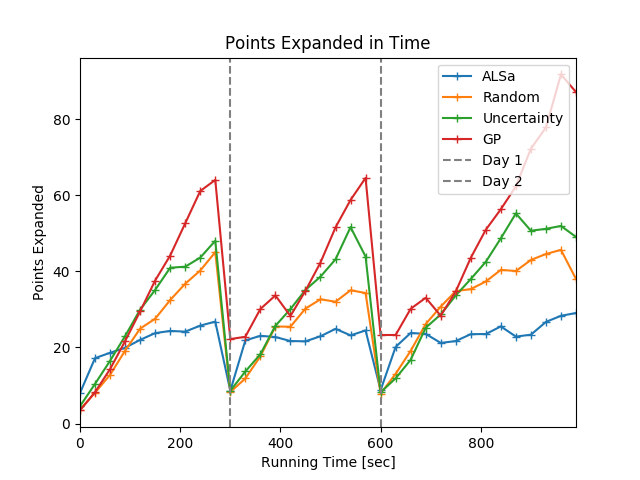 Points Expanded in Time
Points Expanded
80
60
40
20
0
0 200 400 600 800
Running Time [sec]
ALSa
Random
Uncertainty
GP
Day 1
Day 2